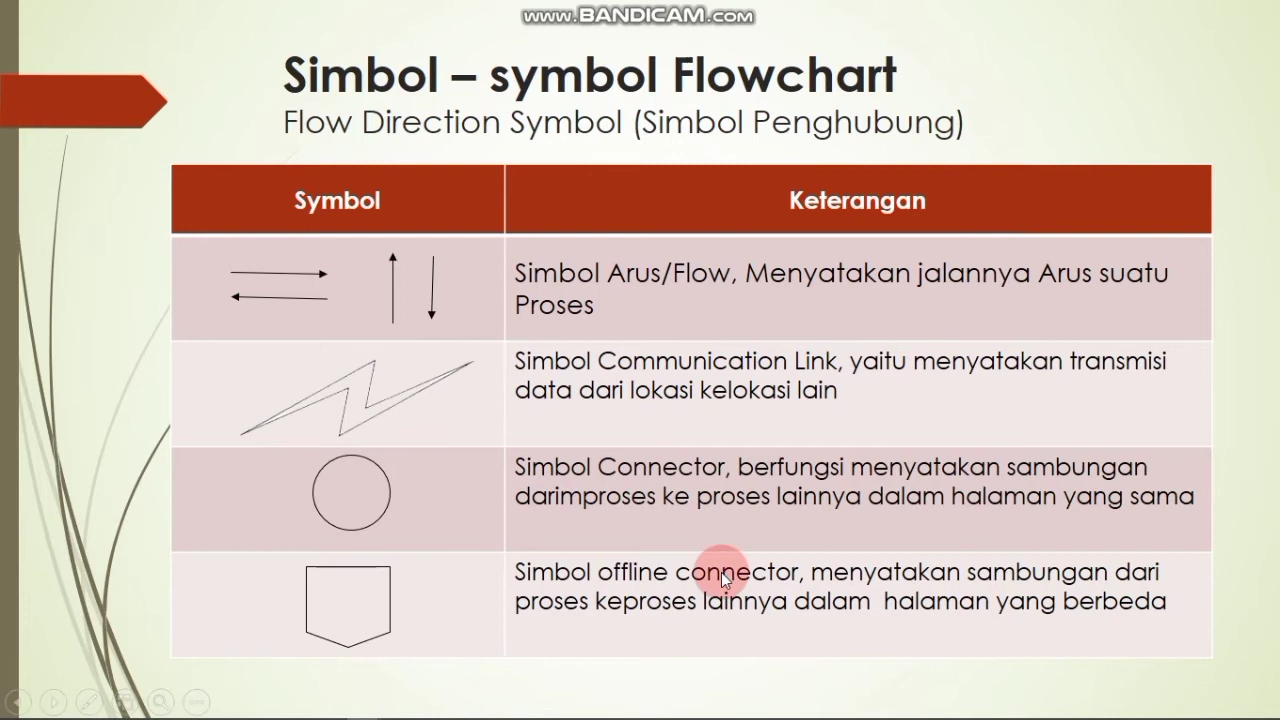 www.BANDICAM.com
Simbol – symbol Flowchart
Flow Direction Symbol (Simbol Penghubung)
Symbol
Keterangan
Simbol Arus/Flow, Menyatakan jalannya Arus suatu
Proses
Simbol Communication Link, yaitu menyatakan transmisi
data dari lokasi kelokasi lain
Simbol Connector, berfungsi menyatakan sambungan
darimproses ke proses lainnya dalam halaman yang sama
Simbol offline connector, menyatakan sambungan dari
proses keproses lainnya dalam  halaman yang berbeda